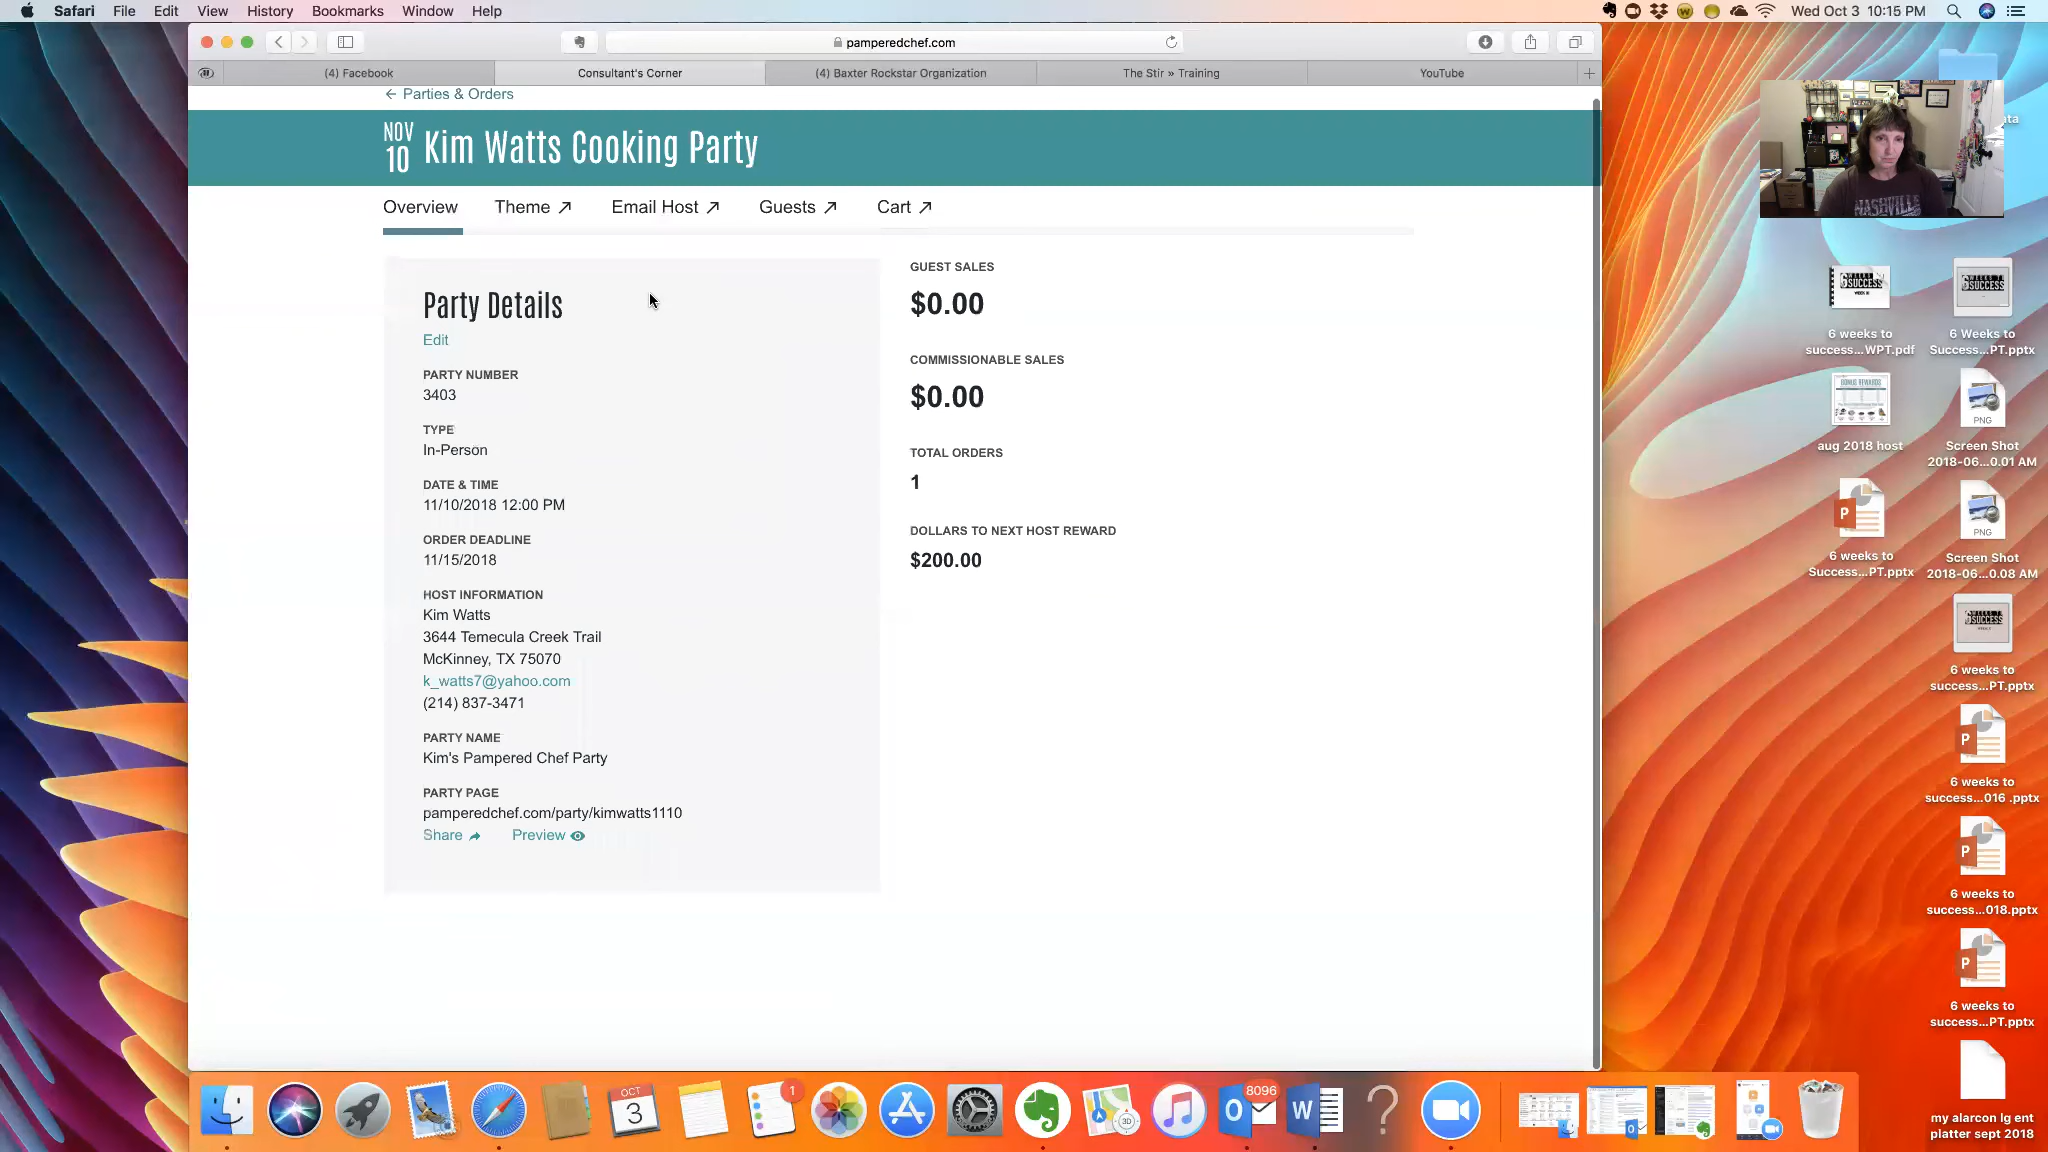 Safari File Edit View History Bookmarks Window Help
Wed Oct 3 10:15 PM
pamperedchef.com
(4) Facebook
Consultant's Corner
(4) Baxter Rockstar Organization
The Stir » Training
YouTube
← Parties & Orders
NOV
10
Kim Watts Cooking Party
Overview
Theme
Email Host
Guests
Cart
Party Details
Edit
PARTY NUMBER
3403
TYPE
In-Person
DATE & TIME
11/10/2018 12:00 PM
ORDER DEADLINE
11/15/2018
HOST INFORMATION
Kim Watts
3644 Temecula Creek Trail
McKinney, TX 75070
k_watts7@yahoo.com
(214) 837-3471
PARTY NAME
Kim's Pampered Chef Party
PARTY PAGE
pamperedchef.com/party/kimwatts1110
Share
Preview
GUEST SALES
$0.00
COMMISSIONABLE SALES
$0.00
TOTAL ORDERS
1
DOLLARS TO NEXT HOST REWARD
$200.00
NASHVILLE
6 weeks to
success...WPT.pdf
6 Weeks to
Success...PT.pptx
BONUS REWARDS
aug 2018 host
PNG
Screen Shot
2018-06...0.01 AM
P
6 weeks to
Success...PT.pptx
PNG
Screen Shot
2018-06...0.08 AM
6 weeks to
success...PT.pptx
P
6 weeks to
success...016 .pptx
P
6 weeks to
success...018.pptx
P
6 weeks to
success...PT.pptx
my alarcon lg ent
platter sept 2018
OCT
3
1
3D
8096
O
W
?